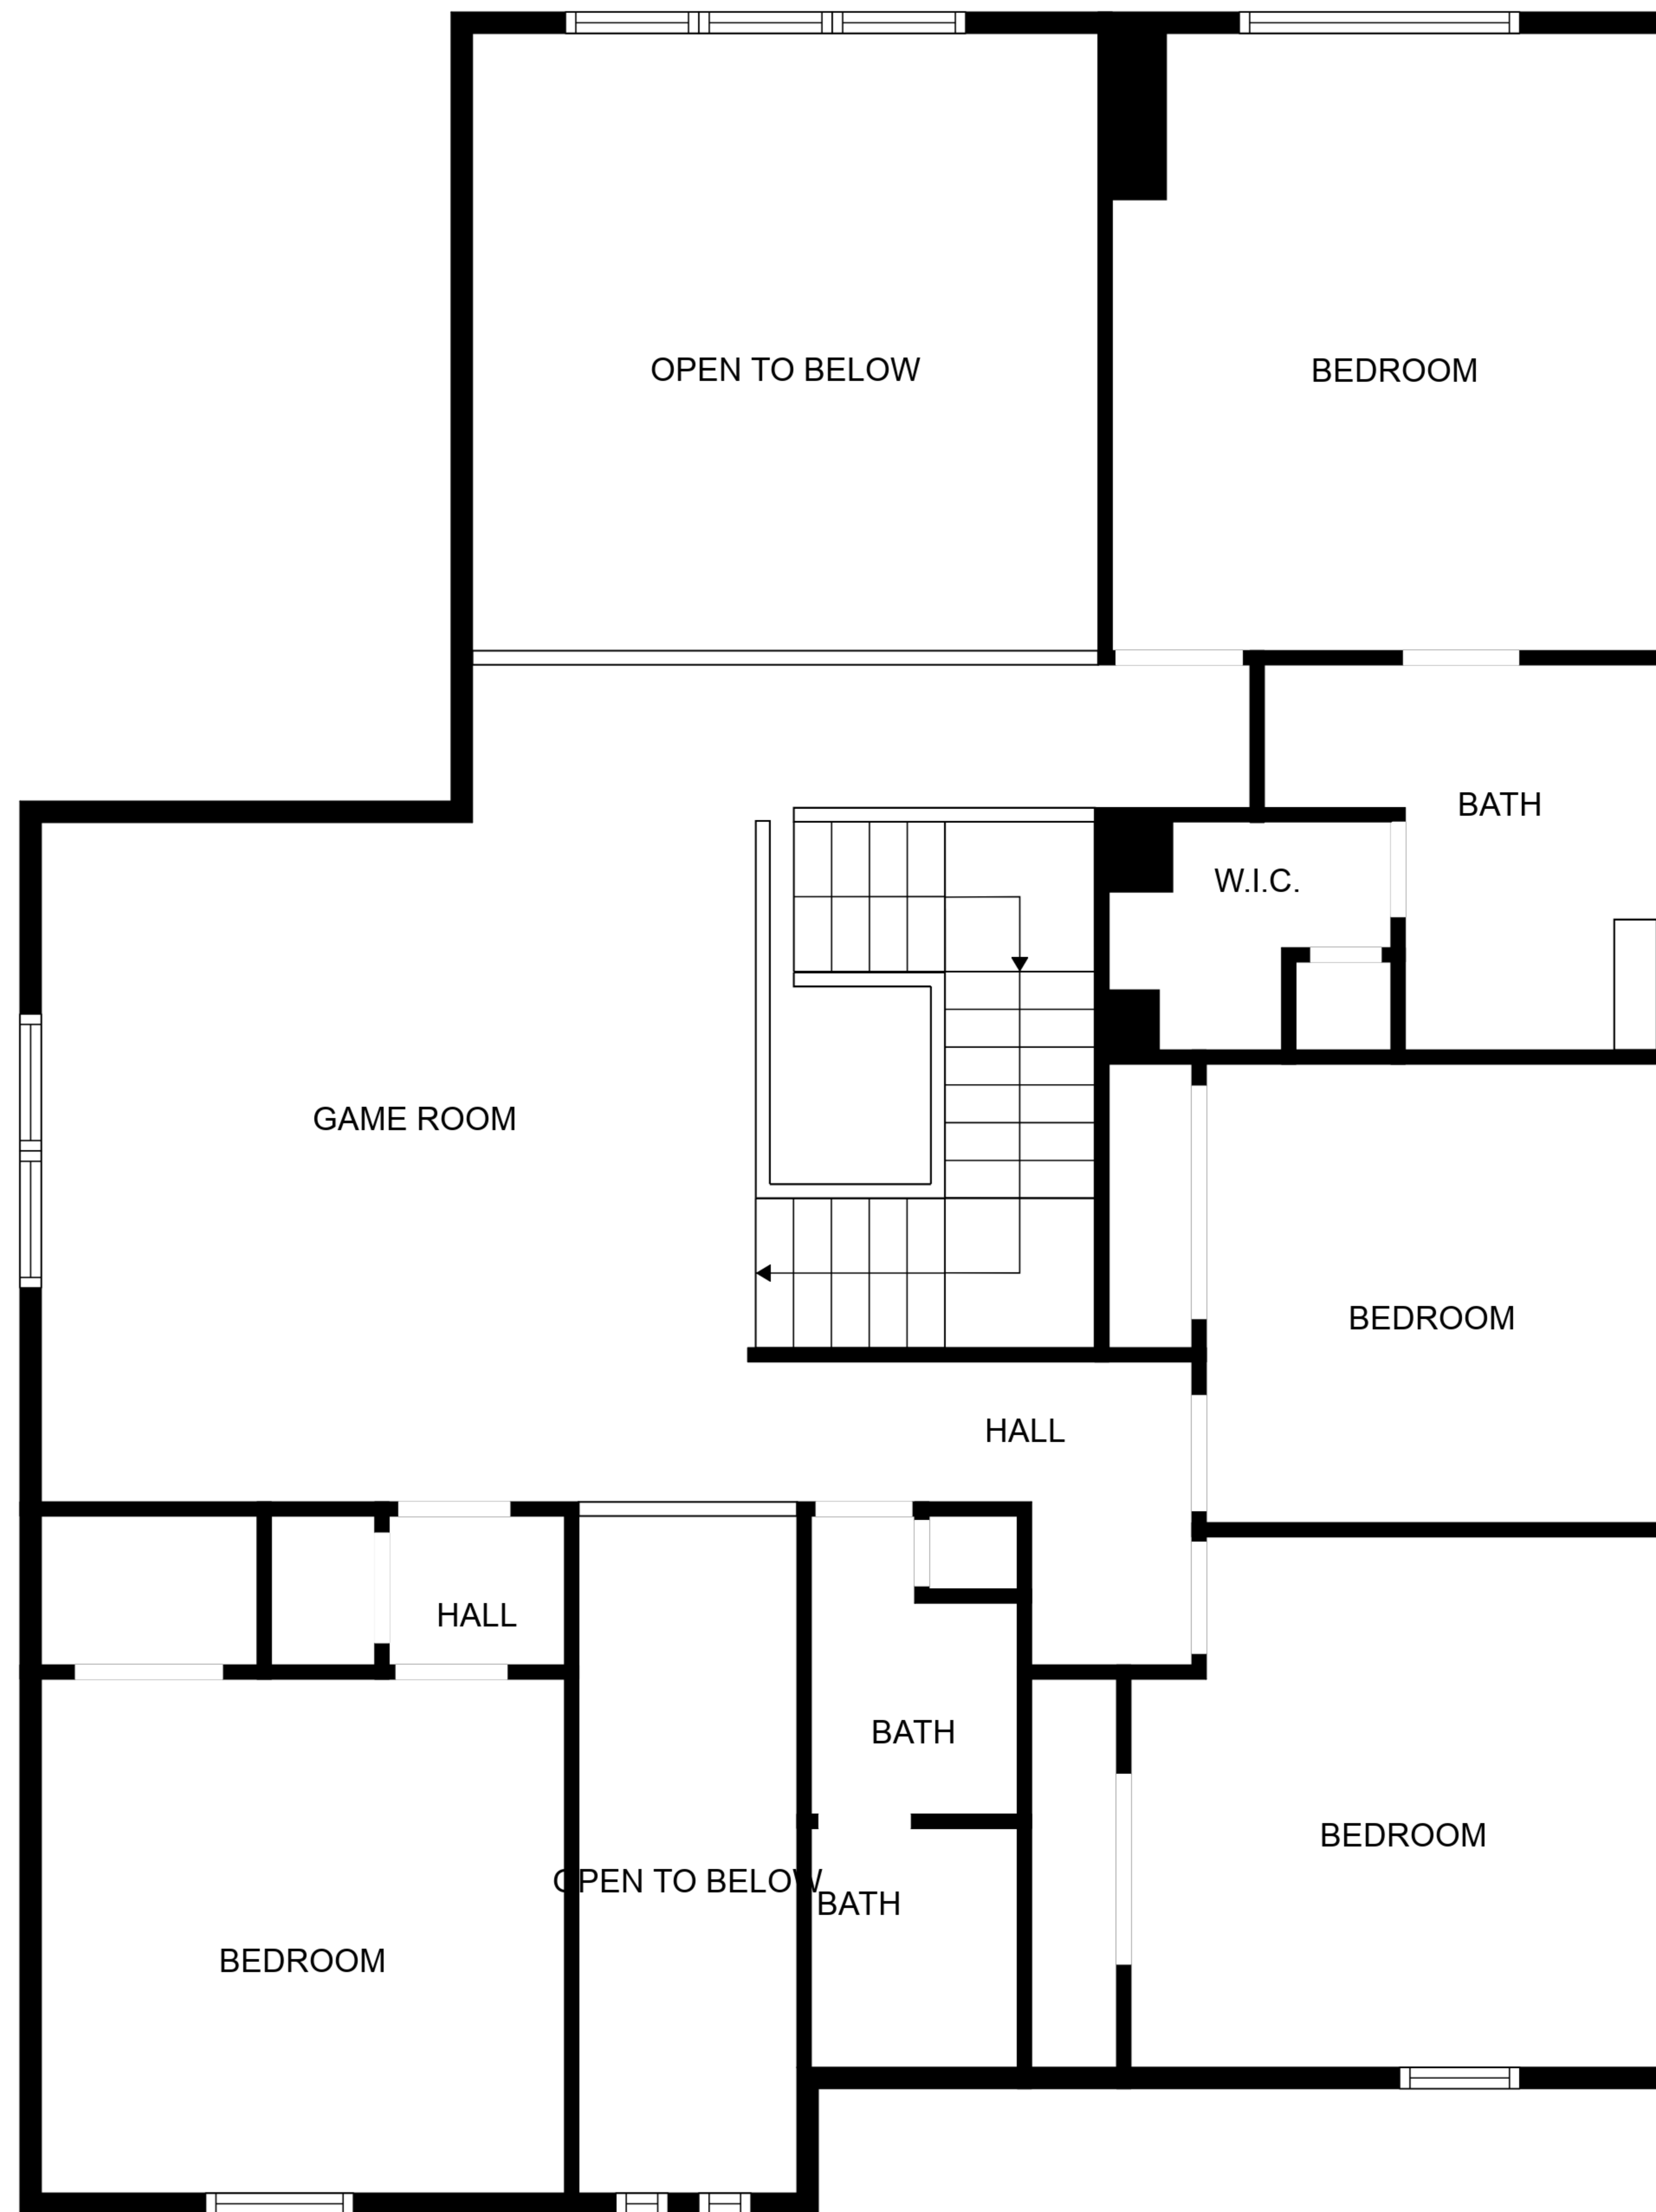 OPEN TO BELOW
BEDROOM
BATH
W.I.C.
GAME ROOM
BEDROOM
HALL
HALL
BATH
BEDROOM
OPEN TO BELOW
BATH
BEDROOM